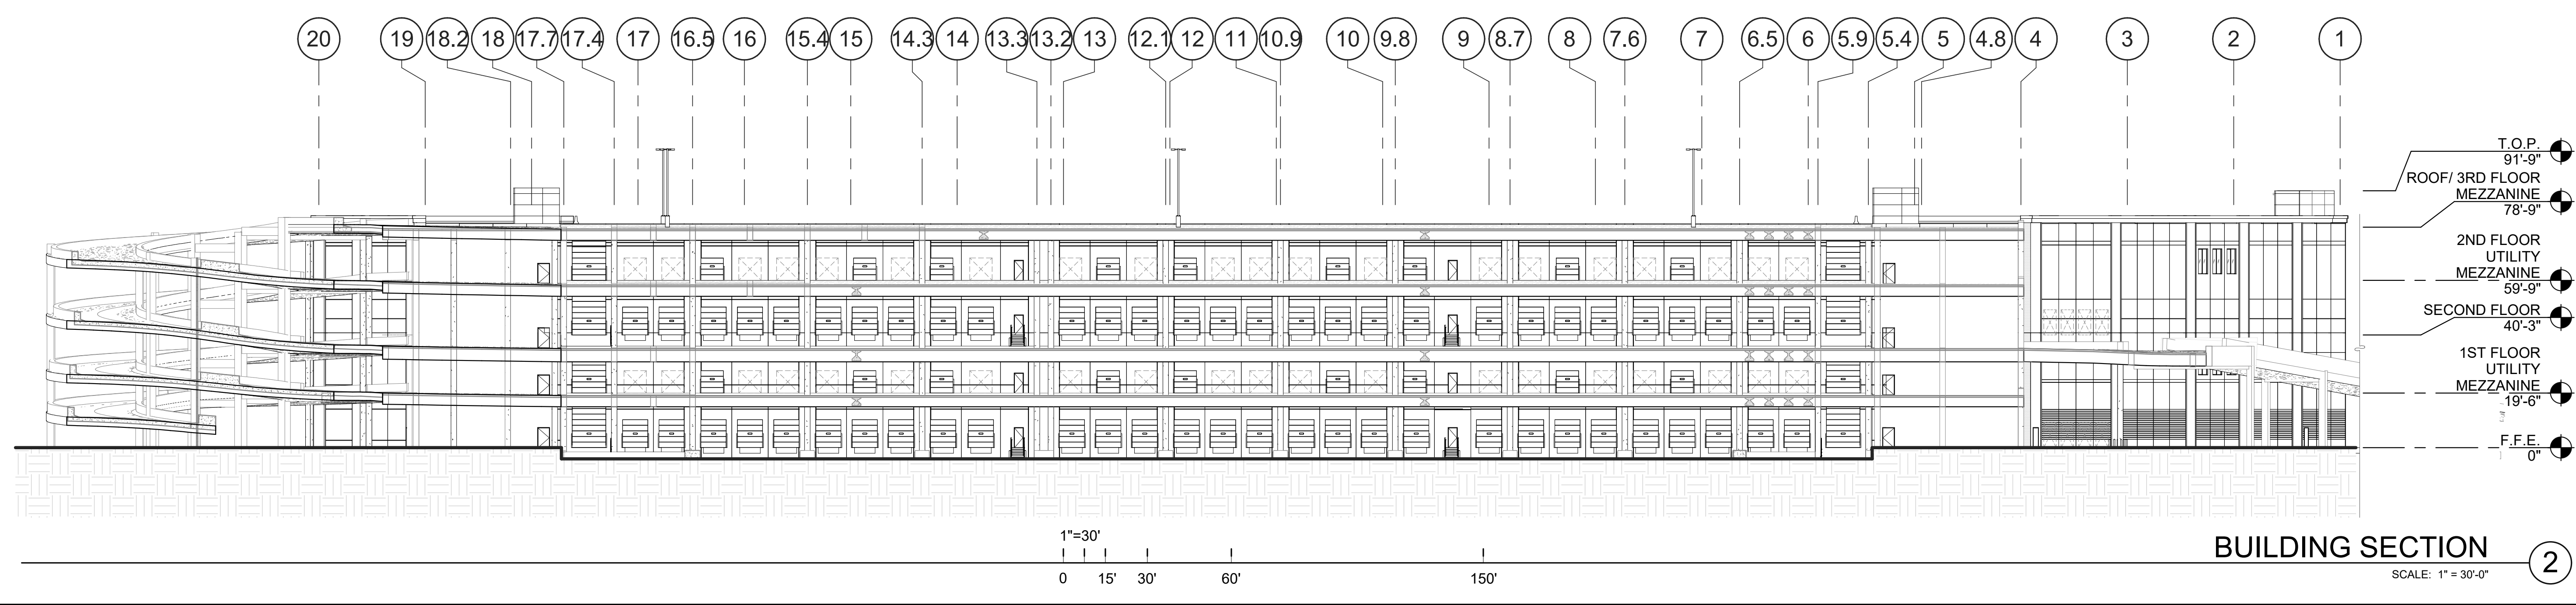 20 19 18.2 18 17.7 17.4 17 16.5 16 15.4 15 14.3 14 13.3 13.2 13 12.1 12 11 10.9 10 9.8 9 8.7 8 7.6 7 6.5 6 5.9 5.4 5 4.8 4 3 2 1
T.O.P.
91'-9"
ROOF/ 3RD FLOOR
MEZZANINE
78'-9"
2ND FLOOR
UTILITY
MEZZANINE
59'-9"
SECOND FLOOR
40'-3"
1ST FLOOR
UTILITY
MEZZANINE
19'-6"
F.F.E.
0"
1"=30'
0 15' 30' 60' 150'
BUILDING SECTION
2
SCALE: 1" = 30'-0"